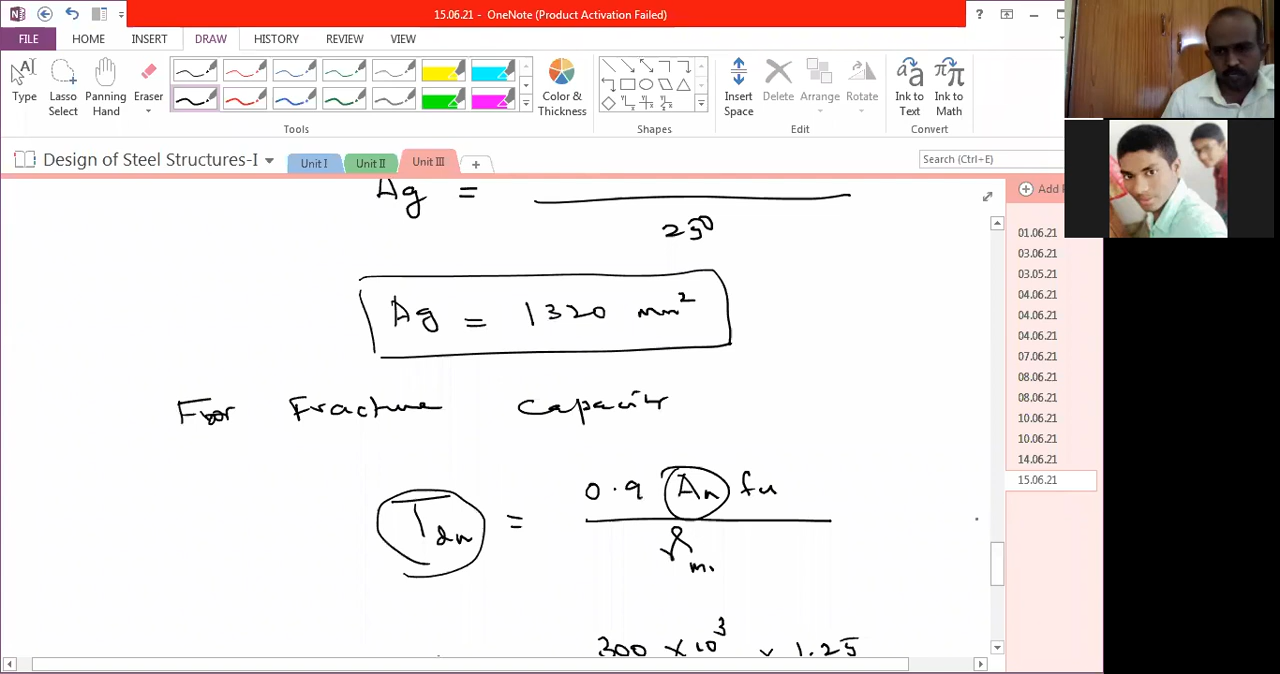 15.06.21 - OneNote (Product Activation Failed)
FILE HOME INSERT DRAW HISTORY REVIEW VIEW
Type
Lasso Select
Panning Hand
Eraser
Color & Thickness
Insert Space
Delete
Arrange
Rotate
Ink to Text
Ink to Math
Tools
Shapes
Edit
Convert
Design of Steel Structures-I
Unit I
Unit II
Unit III
Search (Ctrl+E)
Add
01.06.21
03.06.21
03.05.21
04.06.21
04.06.21
04.06.21
07.06.21
08.06.21
08.06.21
10.06.21
10.06.21
14.06.21
15.06.21
Ag =
250
Ag = 1320 mm²
For Fracture Capacity
Tdn = 0.9 An fu
γm1
300 × 10³ × 1.25